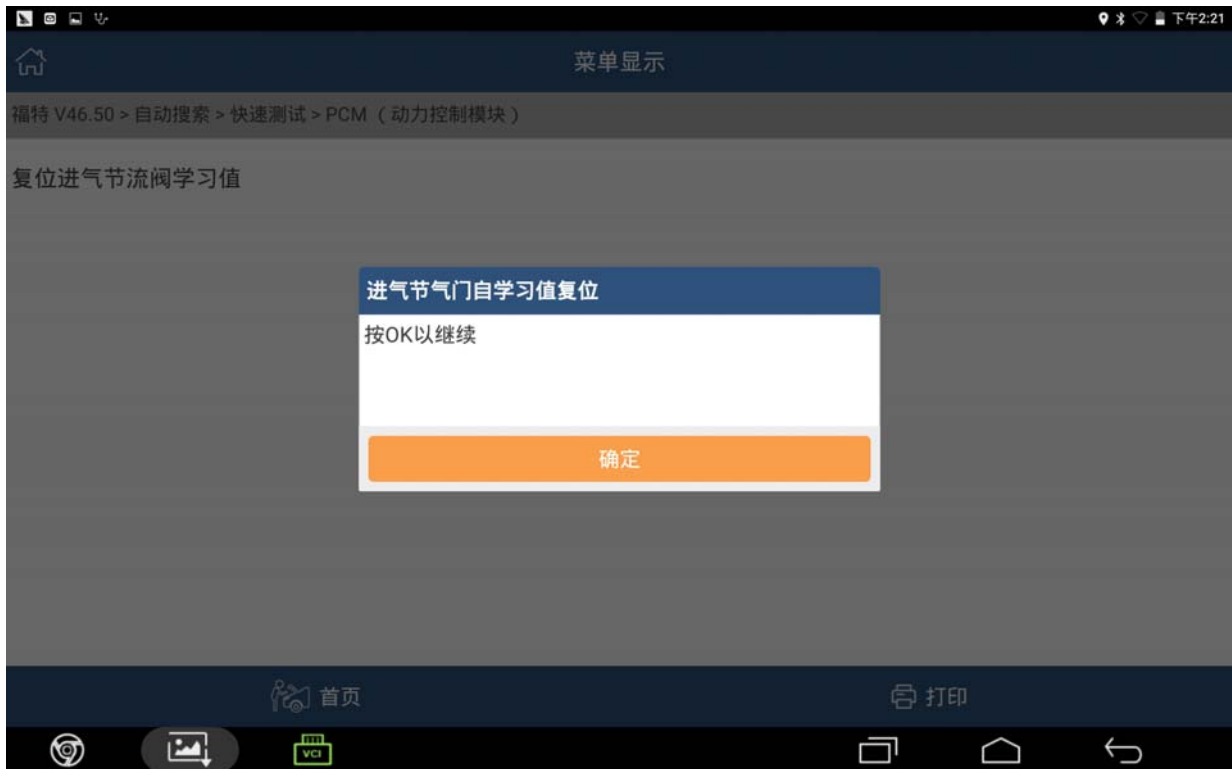 下午2:21
菜单显示
福特 V46.50 > 自动搜索 > 快速测试 > PCM （动力控制模块）
复位进气节流阀学习值
进气节气门自学习值复位
按OK以继续
确定
首页
打印
VCI